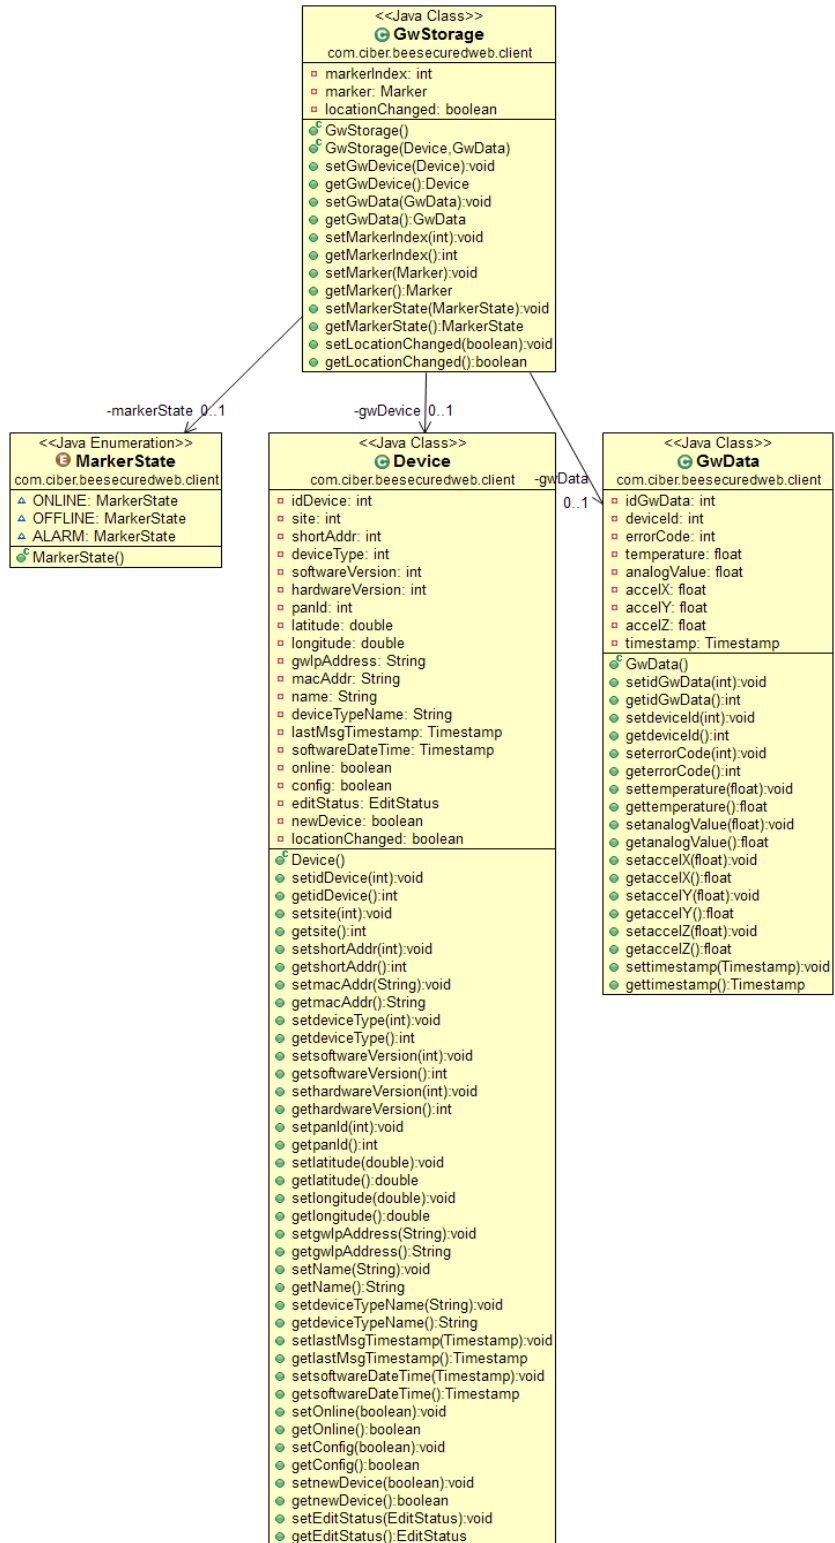 <<Java Class>>
GwStorage
com.ciber.beesecuredweb.client
markerIndex: int
marker: Marker
locationChanged: boolean
GwStorage()
GwStorage(Device,GwData)
setGwDevice(Device):void
getGwDevice():Device
setGwData(GwData):void
getGwData():GwData
setMarkerIndex(int):void
getMarkerIndex():int
setMarker(Marker):void
getMarker():Marker
setMarkerState(MarkerState):void
getMarkerState():MarkerState
setLocationChanged(boolean):void
getLocationChanged():boolean
-markerState 0..1
-gwDevice 0..1
-gwData
0..1
<<Java Enumeration>>
MarkerState
com.ciber.beesecuredweb.client
ONLINE: MarkerState
OFFLINE: MarkerState
ALARM: MarkerState
MarkerState()
<<Java Class>>
Device
com.ciber.beesecuredweb.client
idDevice: int
site: int
shortAddr: int
deviceType: int
softwareVersion: int
hardwareVersion: int
panId: int
latitude: double
longitude: double
gwIpAddress: String
macAddr: String
name: String
deviceTypeName: String
lastMsgTimestamp: Timestamp
softwareDateTime: Timestamp
online: boolean
config: boolean
editStatus: EditStatus
newDevice: boolean
locationChanged: boolean
Device()
setidDevice(int):void
getidDevice():int
setsite(int):void
getsite():int
setshortAddr(int):void
getshortAddr():int
setmacAddr(String):void
getmacAddr():String
setdeviceType(int):void
getdeviceType():int
setsoftwareVersion(int):void
getsoftwareVersion():int
sethardwareVersion(int):void
gethardwareVersion():int
setpanId(int):void
getpanId():int
setlatitude(double):void
getlatitude():double
setlongitude(double):void
getlongitude():double
setgwIpAddress(String):void
getgwIpAddress():String
setName(String):void
getName():String
setdeviceTypeName(String):void
getdeviceTypeName():String
setlastMsgTimestamp(Timestamp):void
getlastMsgTimestamp():Timestamp
setsoftwareDateTime(Timestamp):void
getsoftwareDateTime():Timestamp
setOnline(boolean):void
getOnline():boolean
setConfig(boolean):void
getConfig():boolean
setnewDevice(boolean):void
getnewDevice():boolean
setEditStatus(EditStatus):void
getEditStatus():EditStatus
<<Java Class>>
GwData
com.ciber.beesecuredweb.client
idGwData: int
deviceId: int
errorCode: int
temperature: float
analogValue: float
accelX: float
accelY: float
accelZ: float
timestamp: Timestamp
GwData()
setidGwData(int):void
getidGwData():int
setdeviceId(int):void
getdeviceId():int
seterrorCode(int):void
geterrorCode():int
settemperature(float):void
gettemperature():float
setanalogValue(float):void
getanalogValue():float
setaccelX(float):void
getaccelX():float
setaccelY(float):void
getaccelY():float
setaccelZ(float):void
getaccelZ():float
settimestamp(Timestamp):void
gettimestamp():Timestamp